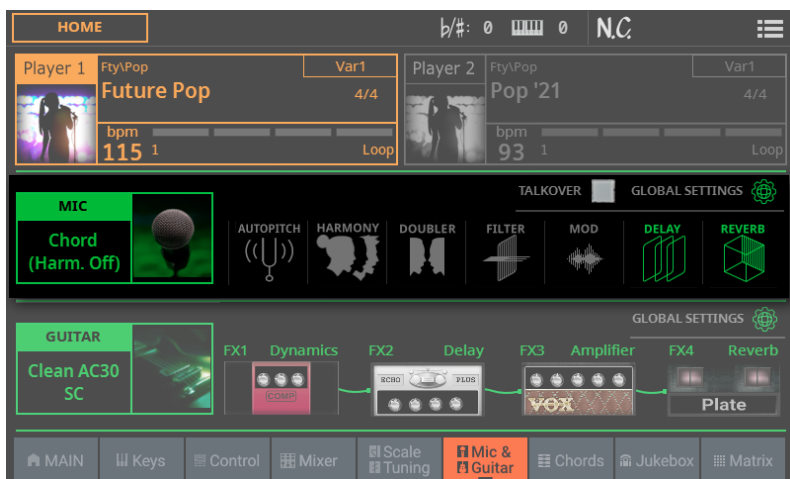 HOME
b/#: 0 0 N.C.
Player 1 Fty\Pop Var1
Future Pop 4/4
bpm
115 1 Loop
Player 2 Fty\Pop Var1
Pop '21 4/4
bpm
93 1 Loop
TALKOVER GLOBAL SETTINGS
MIC
Chord
(Harm. Off)
AUTOPITCH HARMONY DOUBLER FILTER MOD DELAY REVERB
GLOBAL SETTINGS
GUITAR
Clean AC30
SC
FX1 Dynamics FX2 Delay FX3 Amplifier FX4 Reverb
COMP
ECHO PLUS
VOX
Plate
MAIN Keys Control Mixer Scale Tuning Mic & Guitar Chords Jukebox Matrix